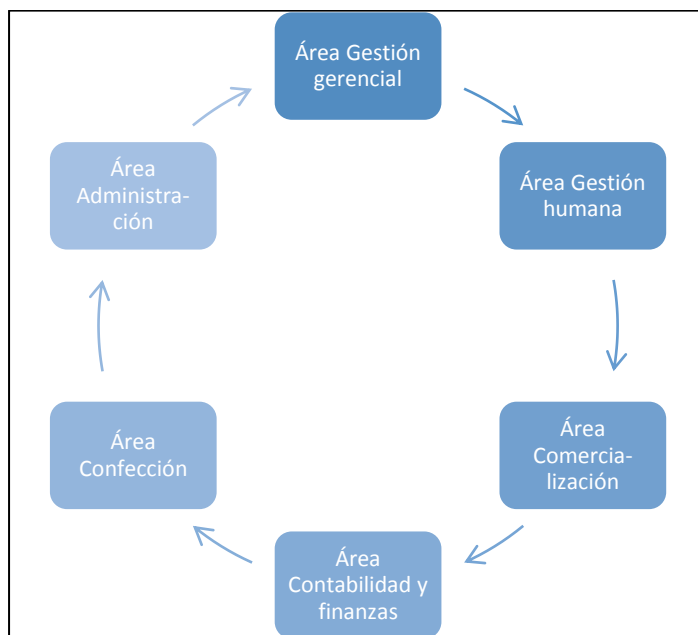 Área Gestión
gerencial
Área Gestión
humana
Área
Comercia-
lización
Área
Contabilidad y
finanzas
Área
Confección
Área
Administra-
ción